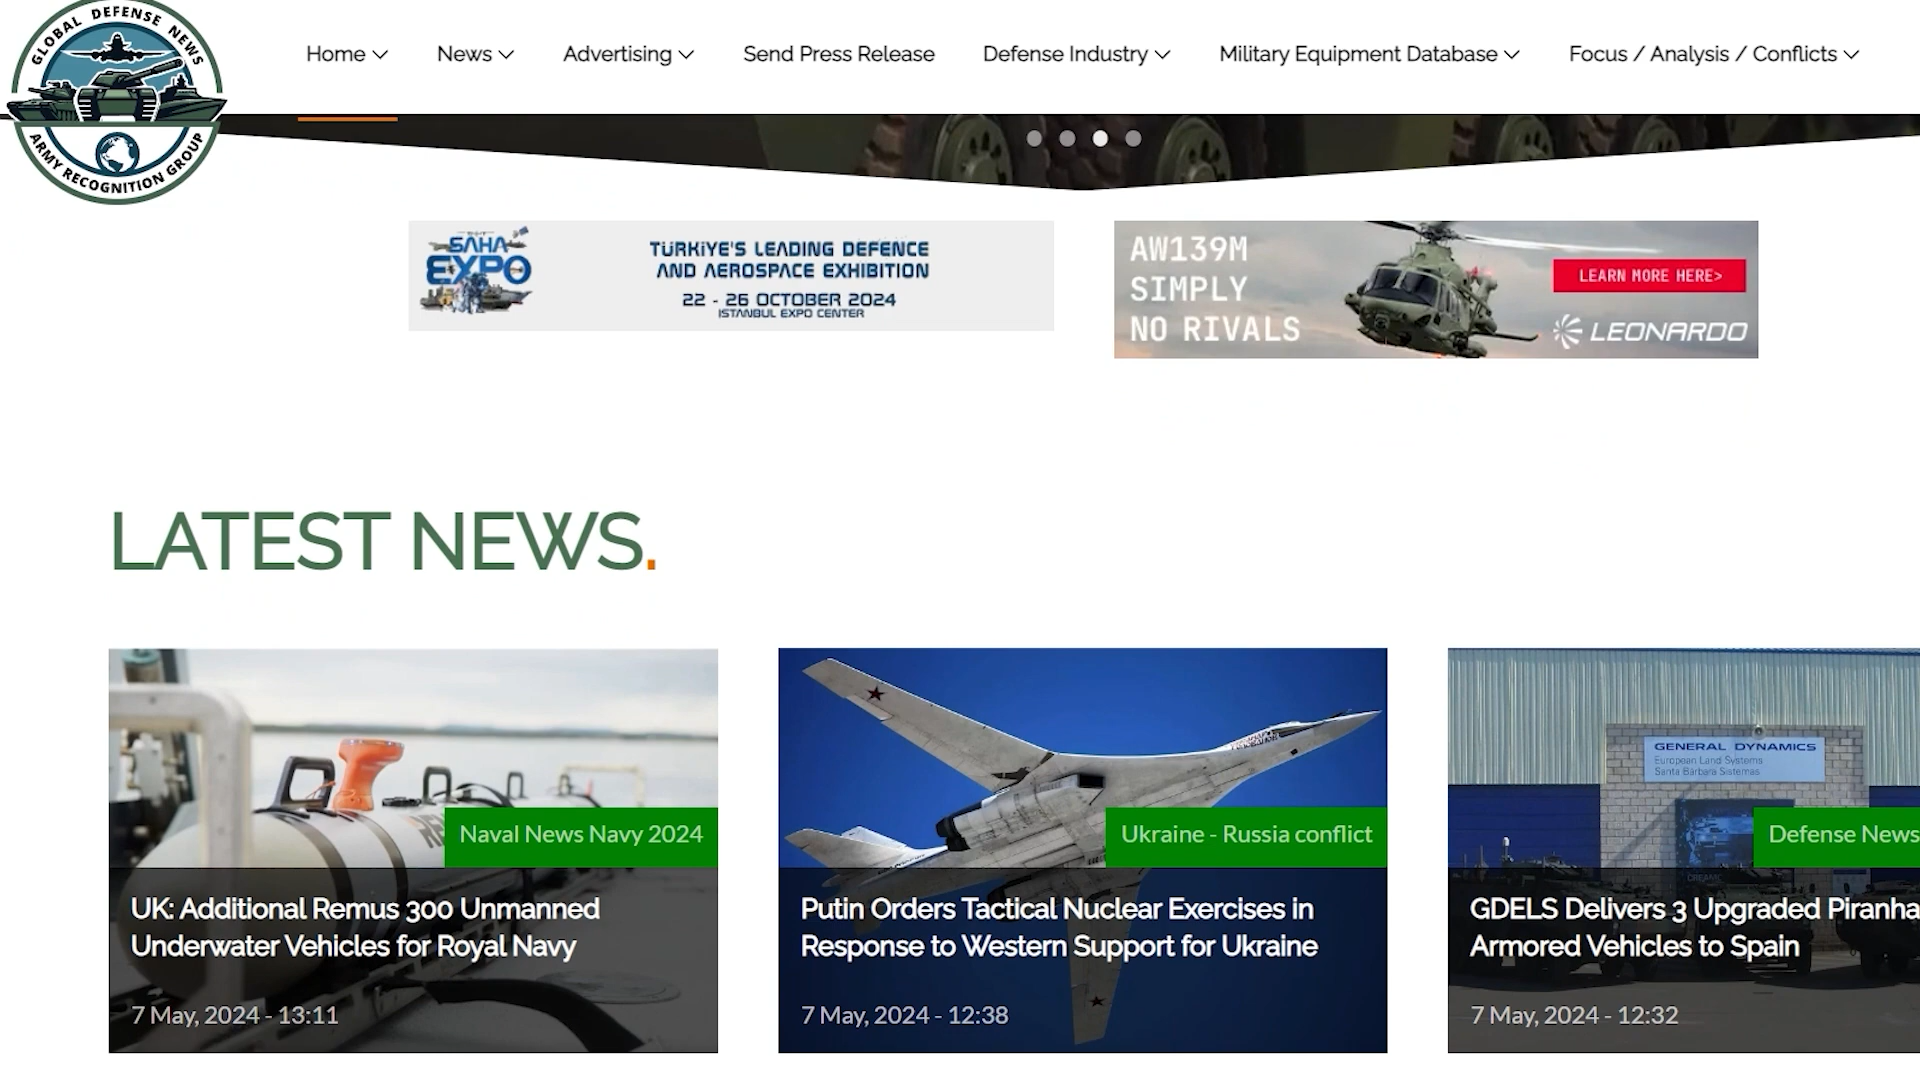 GLOBAL DEFENSE NEWS
ARMY RECOGNITION GROUP
Home
News
Advertising
Send Press Release
Defense Industry
Military Equipment Database
Focus / Analysis / Conflicts
SAHA
EXPO
TÜRKİYE'S LEADING DEFENCE
AND AEROSPACE EXHIBITION
22 - 26 OCTOBER 2024
ISTANBUL EXPO CENTER
AW139M
SIMPLY
NO RIVALS
LEARN MORE HERE>
LEONARDO
LATEST NEWS.
Naval News Navy 2024
UK: Additional Remus 300 Unmanned
Underwater Vehicles for Royal Navy
7 May, 2024 - 13:11
Ukraine - Russia conflict
Putin Orders Tactical Nuclear Exercises in
Response to Western Support for Ukraine
7 May, 2024 - 12:38
GENERAL DYNAMICS
European Land Systems
Santa Bárbara Sistemas
Defense News
GDELS Delivers 3 Upgraded Piranha
Armored Vehicles to Spain
7 May, 2024 - 12:32